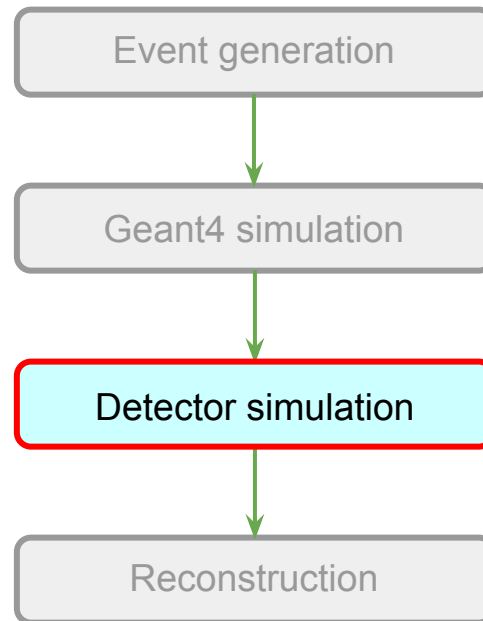 Event generation
Geant4 simulation
Detector simulation
Reconstruction